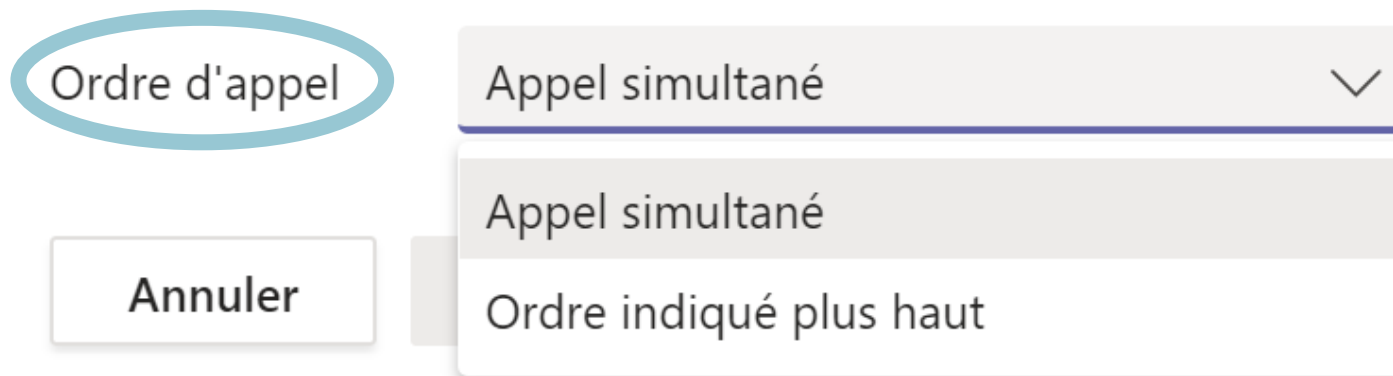 Ordre d'appel
Appel simultané
Appel simultané
Annuler
Ordre indiqué plus haut